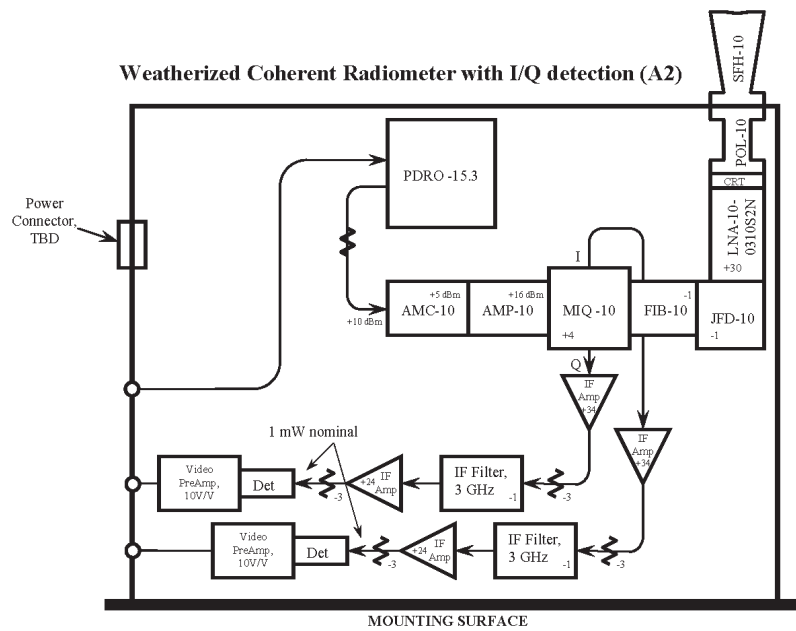 SFH-10
Weatherized Coherent Radiometer with I/Q detection (A2)
POL-10
CRT
PDRO -15.3
LNA-10-
0310S2N
+30
Power
Connector,
TBD
I
+10 dBm
+5 dBm
AMC-10
+16 dBm
AMP-10
MIQ -10
+4
-1
FIB-10
JFD-10
-1
Q
IF
Amp
+34
IF
Amp
+34
1 mW nominal
Video
PreAmp,
10V/V
Det
-3
+24
IF
Amp
IF Filter,
3 GHz
-1
-3
Video
PreAmp,
10V/V
Det
-3
+24
IF
Amp
IF Filter,
3 GHz
-1
-3
MOUNTING SURFACE